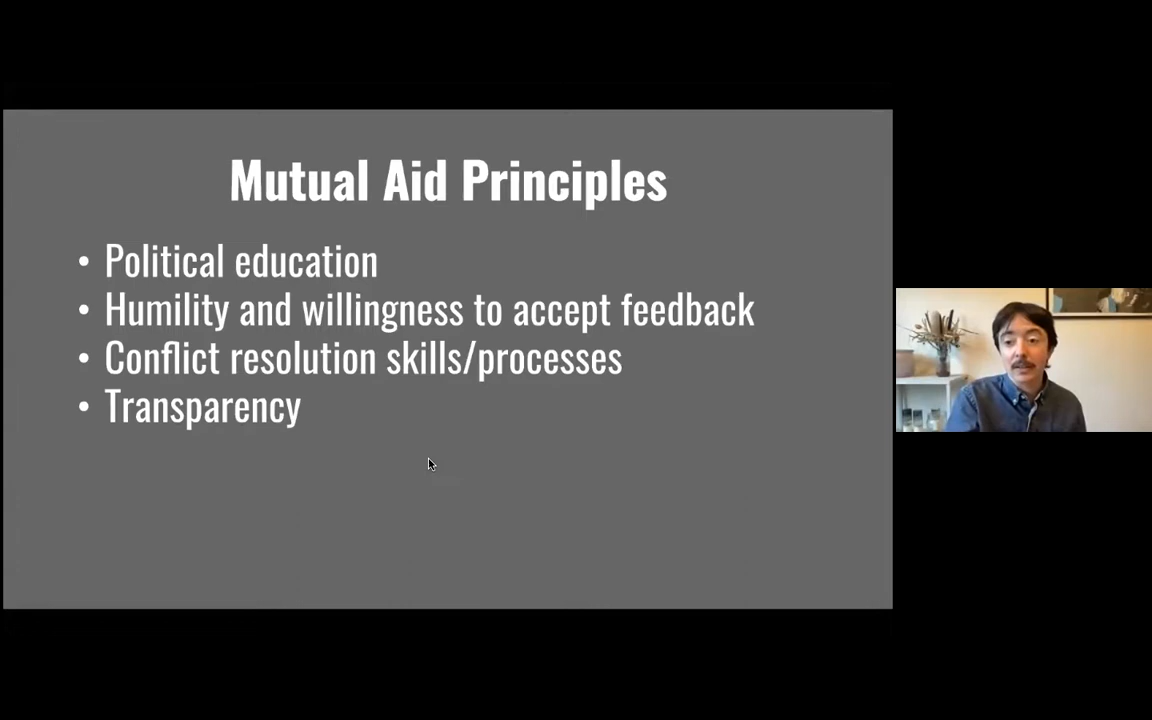 Mutual Aid Principles
• Political education
• Humility and willingness to accept feedback
• Conflict resolution skills/processes
• Transparency